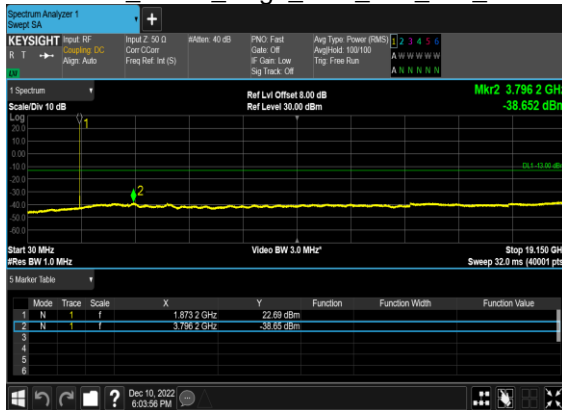 Spectrum Analyzer 1
Swept SA
+
KEYSIGHT Input: RF Input Z: 50 Ω #Atten: 40 dB PNO: Fast Avg Type: Power (RMS) 1 2 3 4 5 6
R T Coupling: DC Corr CCorr Gate: Off Avg|Hold: 100/100 A W W W W W
Align: Auto Freq Ref: Int (S) IF Gain: Low Trig: Free Run
LXI Sig Track: Off A N N N N N
1 Spectrum Ref Lvl Offset 8.00 dB Mkr2 3.796 2 GHz
Scale/Div 10 dB Ref Level 30.00 dBm -38.652 dBm
Log 1
20.0
10.0
0.00
-10.0 DL1 -13.00 dBm
-20.0
-30.0 2
-40.0
-50.0
-60.0
Start 30 MHz Video BW 3.0 MHz* Stop 19.150 GH
#Res BW 1.0 MHz Sweep 32.0 ms (40001 pts
5 Marker Table
Mode Trace Scale X Y Function Function Width Function Value
1 N 1 f 1.873 2 GHz 22.69 dBm
2 N 1 f 3.796 2 GHz -38.65 dBm
3
4
5
6
? Dec 10, 2022
6:03:56 PM